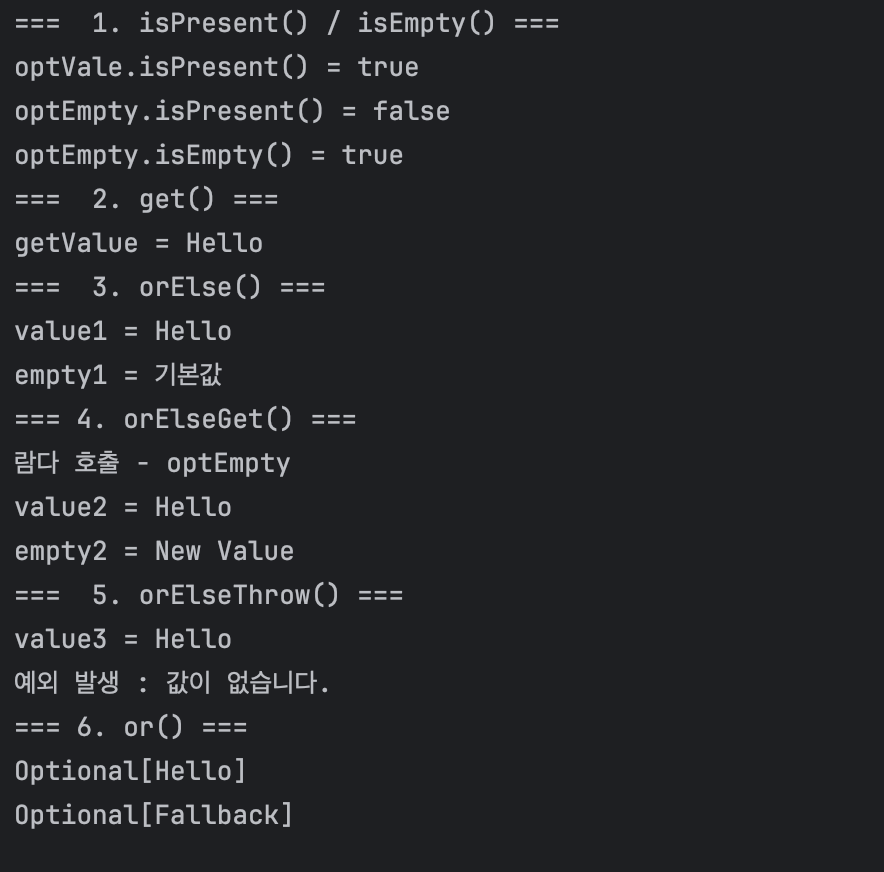 ===  1. isPresent() / isEmpty() ===
optVale.isPresent() = true
optEmpty.isPresent() = false
optEmpty.isEmpty() = true
===  2. get() ===
getValue = Hello
===  3. orElse() ===
value1 = Hello
empty1 = 기본값
=== 4. orElseGet() ===
람다 호출 - optEmpty
value2 = Hello
empty2 = New Value
===  5. orElseThrow() ===
value3 = Hello
예외 발생 : 값이 없습니다.
=== 6. or() ===
Optional[Hello]
Optional[Fallback]